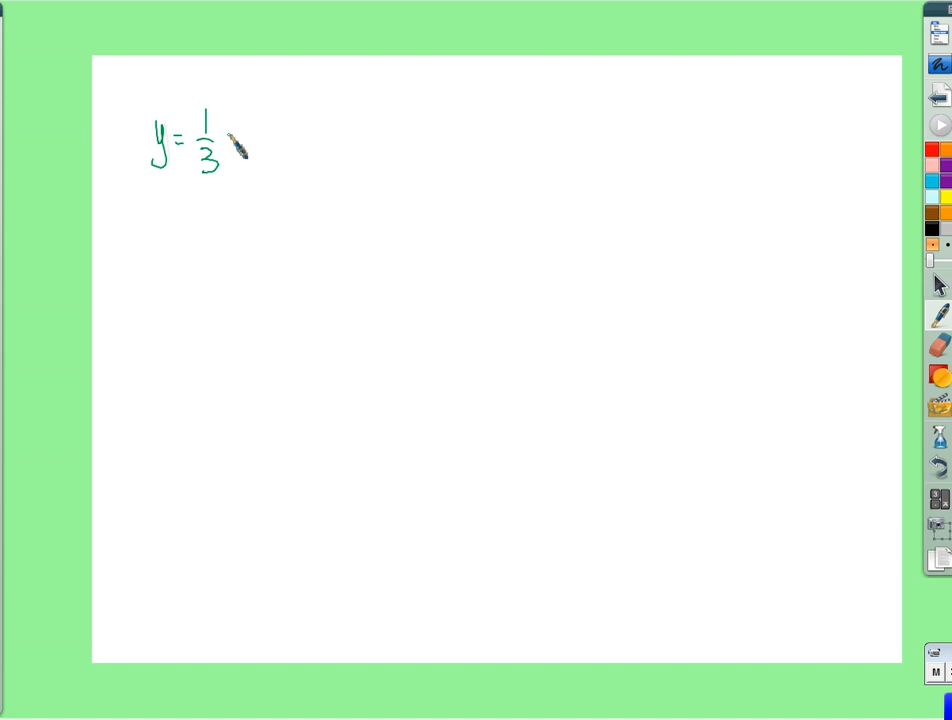 y = 1/3
M